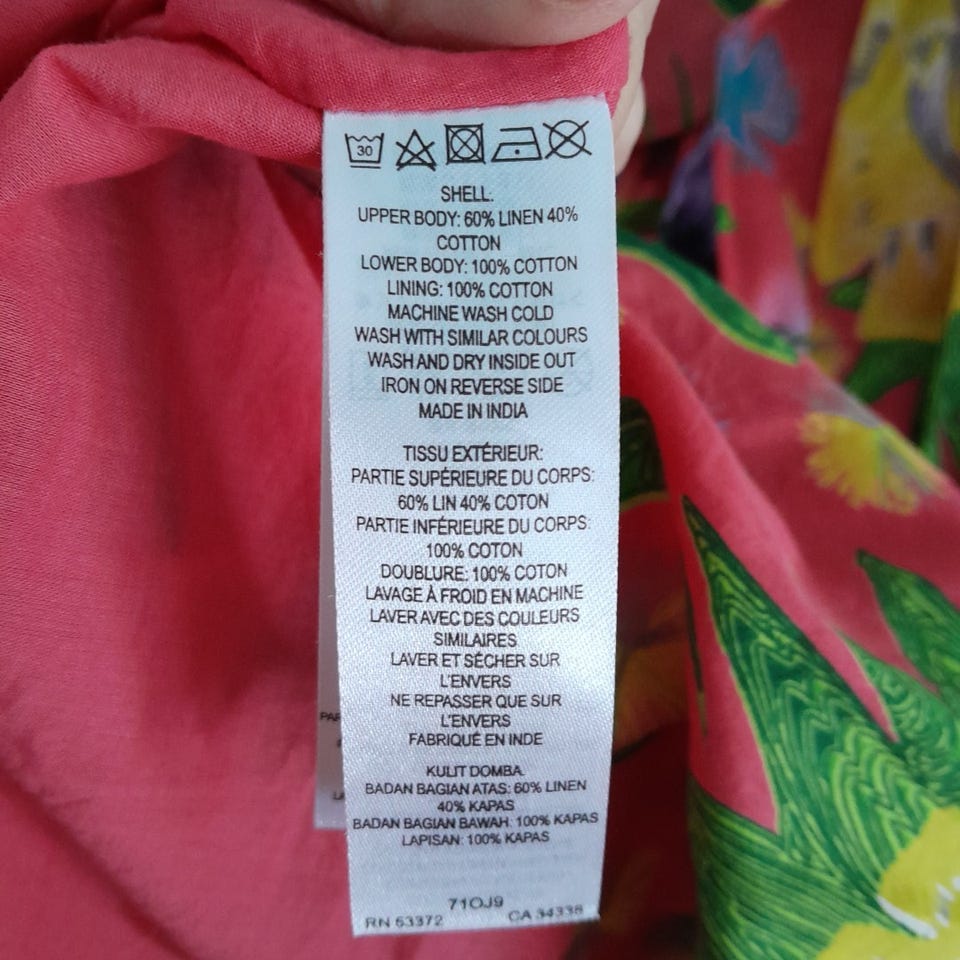 30
SHELL:
UPPER BODY: 60% LINEN 40%
COTTON
LOWER BODY: 100% COTTON
LINING: 100% COTTON
MACHINE WASH COLD
WASH WITH SIMILAR COLOURS
WASH AND DRY INSIDE OUT
IRON ON REVERSE SIDE
MADE IN INDIA
TISSU EXTÉRIEUR:
PARTIE SUPÉRIEURE DU CORPS:
60% LIN 40% COTON
PARTIE INFÉRIEURE DU CORPS:
100% COTON
DOUBLURE: 100% COTON
LAVAGE À FROID EN MACHINE
LAVER AVEC DES COULEURS
SIMILAIRES
LAVER ET SÉCHER SUR
L'ENVERS
NE REPASSER QUE SUR
L'ENVERS
FABRIQUÉ EN INDE
KULIT DOMBA.
BADAN BAGIAN ATAS: 60% LINEN
40% KAPAS
BADAN BAGIAN BAWAH: 100% KAPAS
LAPISAN: 100% KAPAS
71OJ9
RN 53372 CA 34338